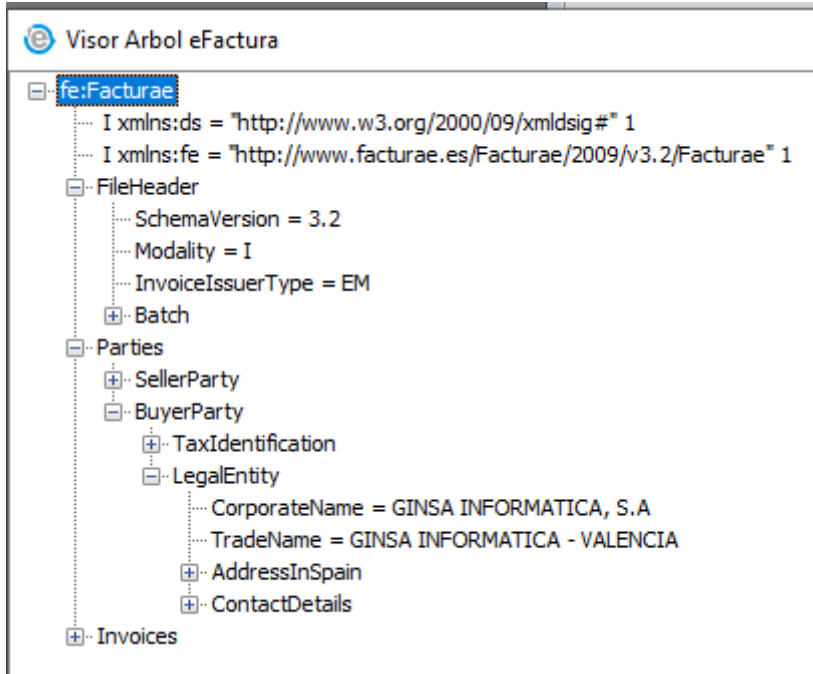 Visor Arbol eFactura
fe:Facturae
I xmlns:ds = "http://www.w3.org/2000/09/xmldsig#" 1
I xmlns:fe = "http://www.facturae.es/Facturae/2009/v3.2/Facturae" 1
FileHeader
SchemaVersion = 3.2
Modality = I
InvoiceIssuerType = EM
Batch
Parties
SellerParty
BuyerParty
TaxIdentification
LegalEntity
CorporateName = GINSA INFORMATICA, S.A
TradeName = GINSA INFORMATICA - VALENCIA
AddressInSpain
ContactDetails
Invoices